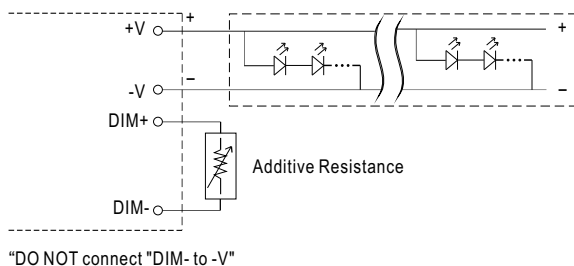 +V
+
+
-V
−
−
DIM+
Additive Resistance
DIM-
“DO NOT connect "DIM- to -V"